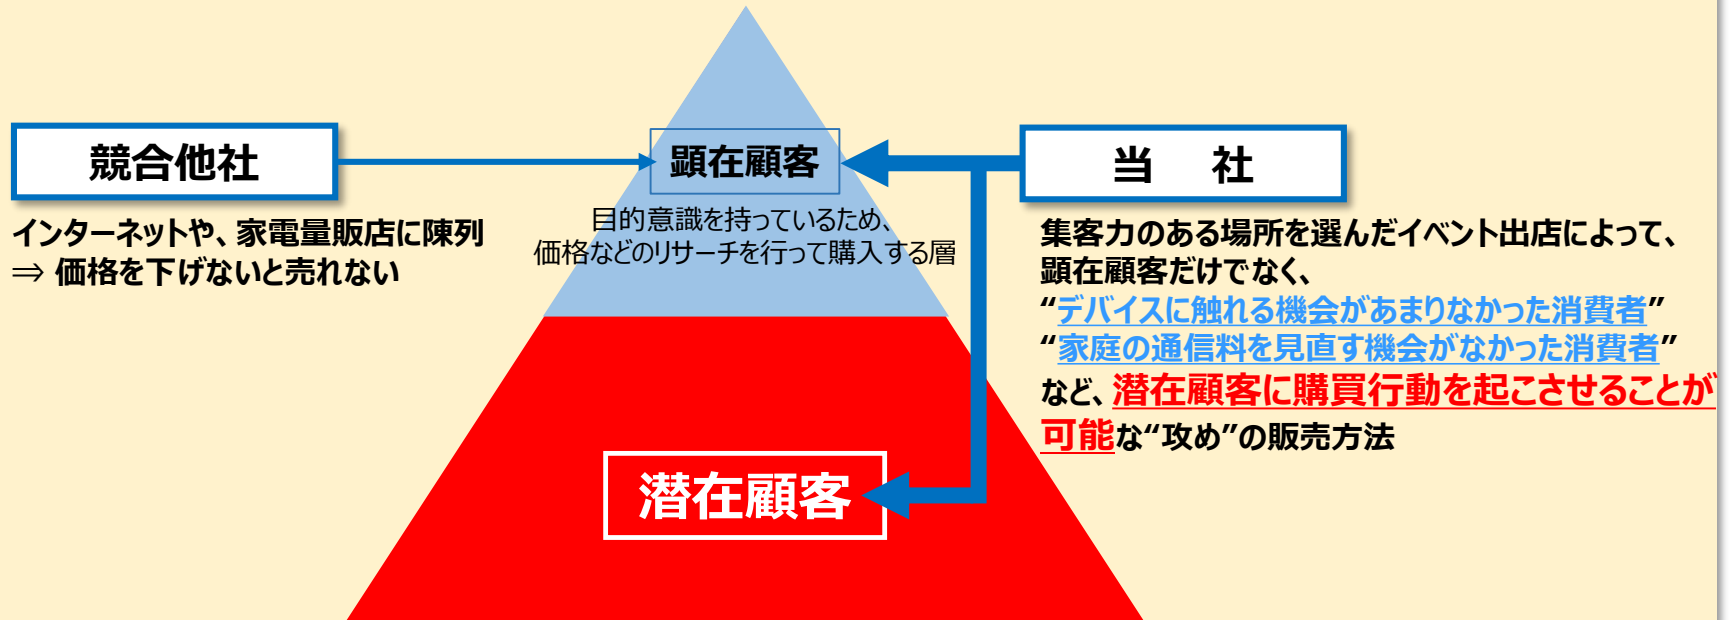 競合他社
インターネットや、家電量販店に陳列
⇒ 価格を下げないと売れない
顕在顧客
目的意識を持っているため、
価格などのリサーチを行って購入する層
潜在顧客
当 社
集客力のある場所を選んだイベント出店によって、
顕在顧客だけでなく、
“デバイスに触れる機会があまりなかった消費者”
“家庭の通信料を見直す機会がなかった消費者”
など、潜在顧客に購買行動を起こさせることが
可能な“攻め”の販売方法